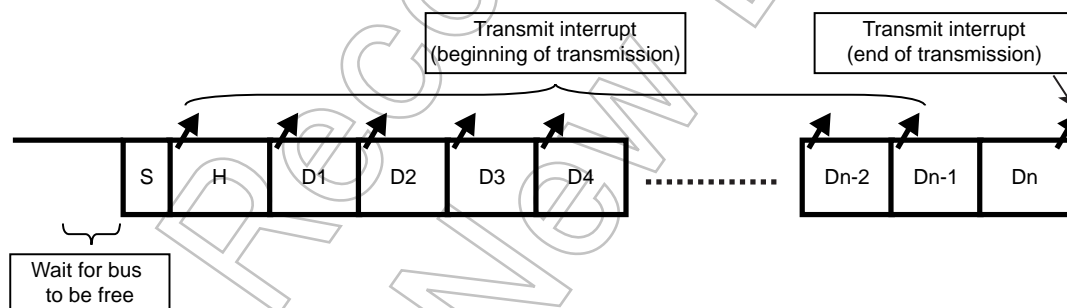 Transmit interrupt
(beginning of transmission)
Transmit interrupt
(end of transmission)
S H D1 D2 D3 D4 Dn-2 Dn-1 Dn
Wait for bus
to be free